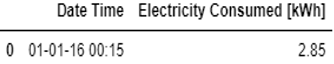 Date Time Electricity Consumed [kWh]
0 01-01-16 00:15 2.85